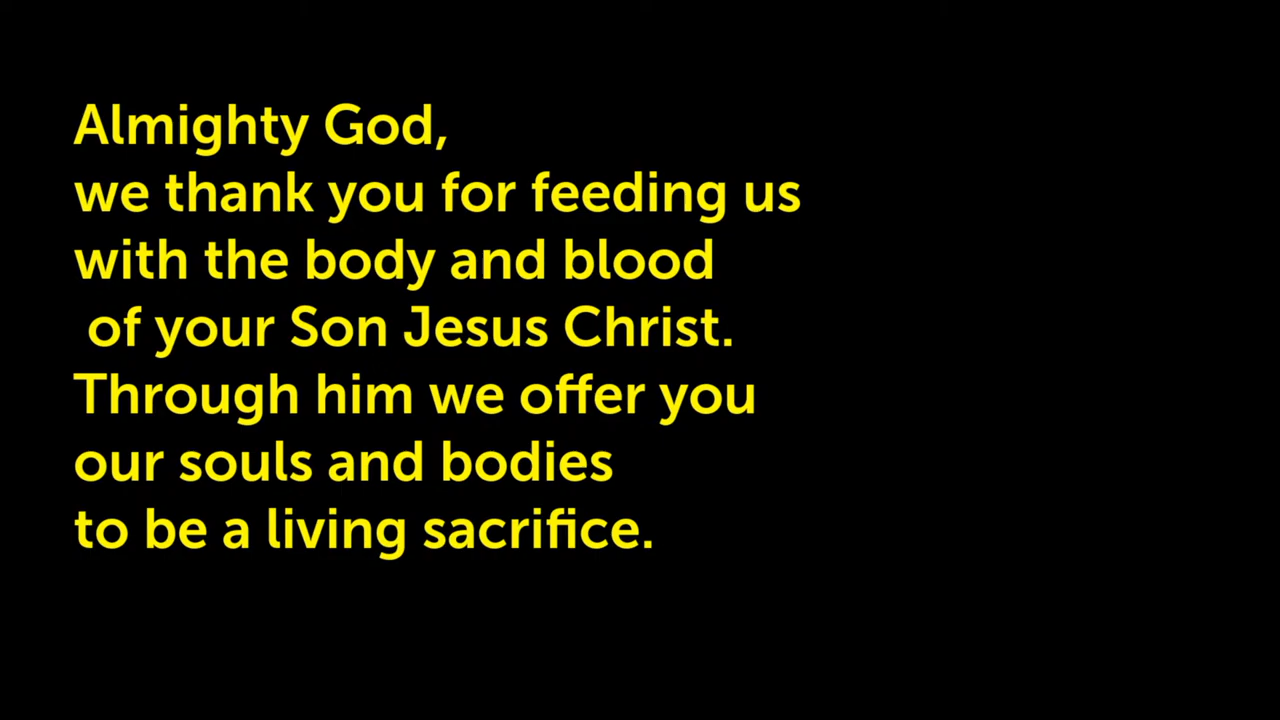 Almighty God,
we thank you for feeding us
with the body and blood
of your Son Jesus Christ.
Through him we offer you
our souls and bodies
to be a living sacrifice.